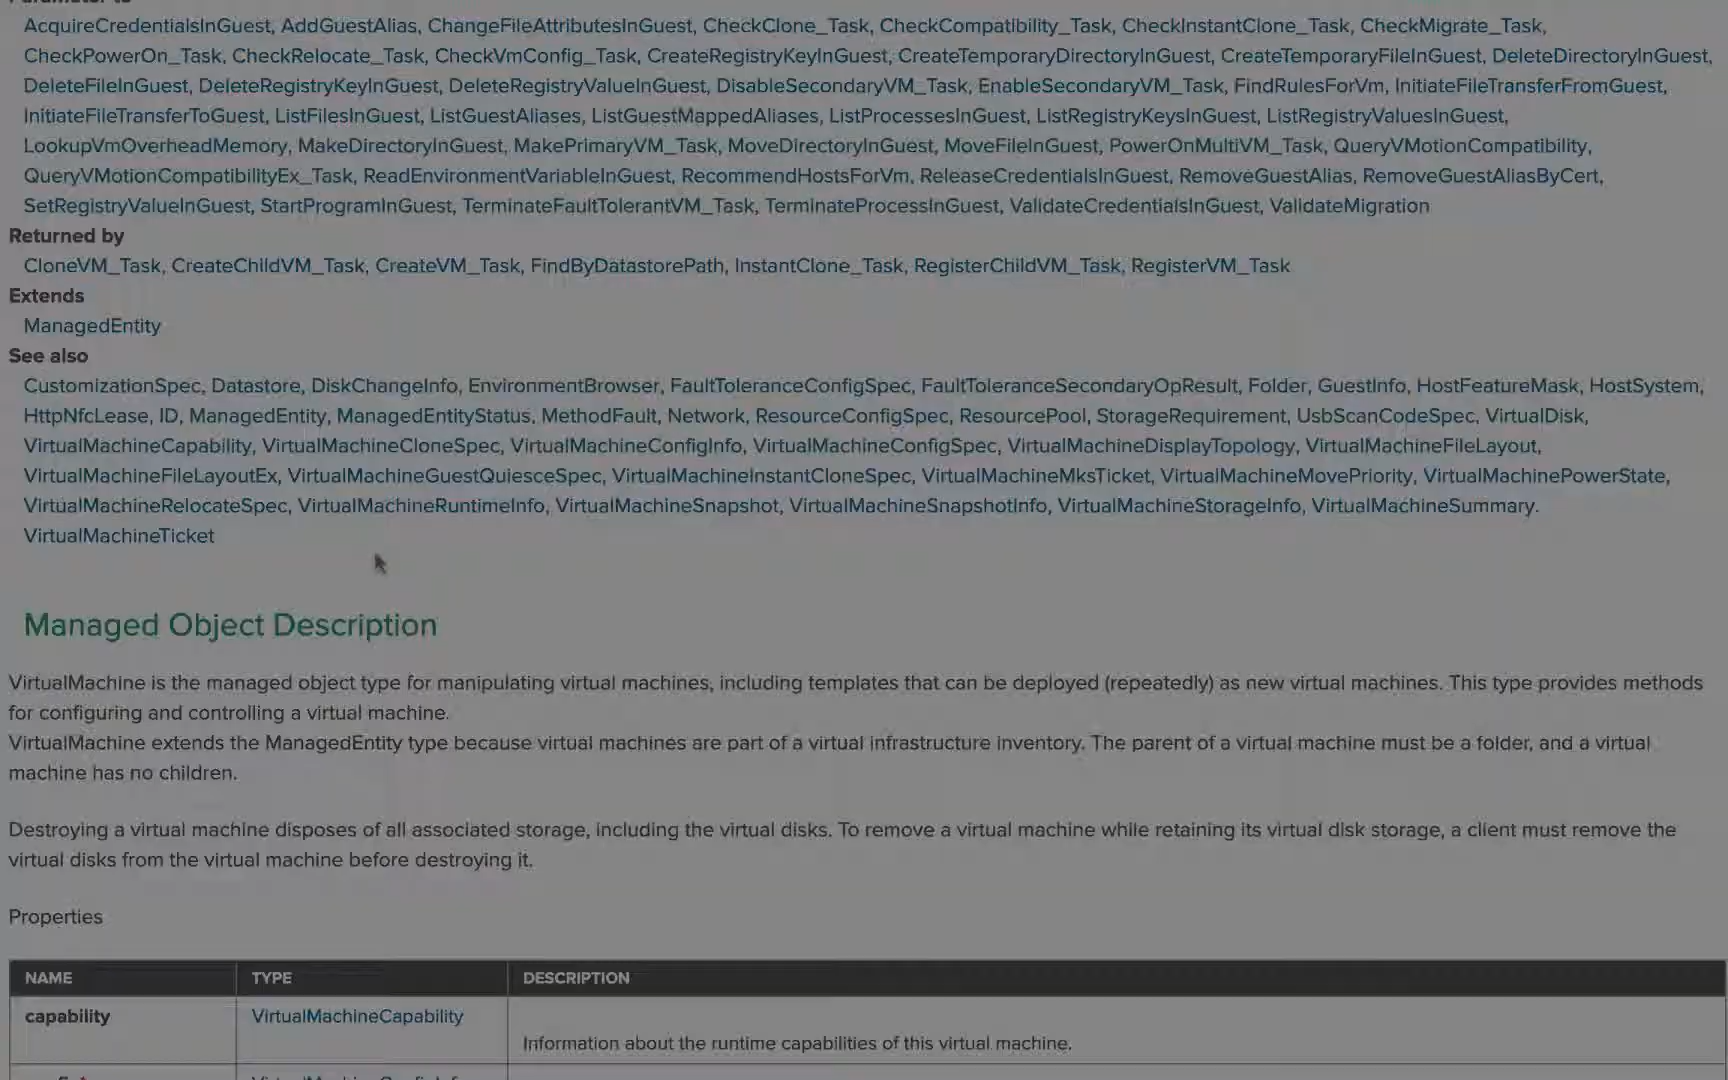 Parameter to
AcquireCredentialsInGuest, AddGuestAlias, ChangeFileAttributesInGuest, CheckClone_Task, CheckCompatibility_Task, CheckInstantClone_Task, CheckMigrate_Task,
CheckPowerOn_Task, CheckRelocate_Task, CheckVmConfig_Task, CreateRegistryKeyInGuest, CreateTemporaryDirectoryInGuest, CreateTemporaryFileInGuest, DeleteDirectoryInGuest,
DeleteFileInGuest, DeleteRegistryKeyInGuest, DeleteRegistryValueInGuest, DisableSecondaryVM_Task, EnableSecondaryVM_Task, FindRulesForVm, InitiateFileTransferFromGuest,
InitiateFileTransferToGuest, ListFilesInGuest, ListGuestAliases, ListGuestMappedAliases, ListProcessesInGuest, ListRegistryKeysInGuest, ListRegistryValuesInGuest,
LookupVmOverheadMemory, MakeDirectoryInGuest, MakePrimaryVM_Task, MoveDirectoryInGuest, MoveFileInGuest, PowerOnMultiVM_Task, QueryVMotionCompatibility,
QueryVMotionCompatibilityEx_Task, ReadEnvironmentVariableInGuest, RecommendHostsForVm, ReleaseCredentialsInGuest, RemoveGuestAlias, RemoveGuestAliasByCert,
SetRegistryValueInGuest, StartProgramInGuest, TerminateFaultTolerantVM_Task, TerminateProcessInGuest, ValidateCredentialsInGuest, ValidateMigration
Returned by
CloneVM_Task, CreateChildVM_Task, CreateVM_Task, FindByDatastorePath, InstantClone_Task, RegisterChildVM_Task, RegisterVM_Task
Extends
ManagedEntity
See also
CustomizationSpec, Datastore, DiskChangeInfo, EnvironmentBrowser, FaultToleranceConfigSpec, FaultToleranceSecondaryOpResult, Folder, GuestInfo, HostFeatureMask, HostSystem,
HttpNfcLease, ID, ManagedEntity, ManagedEntityStatus, MethodFault, Network, ResourceConfigSpec, ResourcePool, StorageRequirement, UsbScanCodeSpec, VirtualDisk,
VirtualMachineCapability, VirtualMachineCloneSpec, VirtualMachineConfigInfo, VirtualMachineConfigSpec, VirtualMachineDisplayTopology, VirtualMachineFileLayout,
VirtualMachineFileLayoutEx, VirtualMachineGuestQuiesceSpec, VirtualMachineInstantCloneSpec, VirtualMachineMksTicket, VirtualMachineMovePriority, VirtualMachinePowerState,
VirtualMachineRelocateSpec, VirtualMachineRuntimeInfo, VirtualMachineSnapshot, VirtualMachineSnapshotInfo, VirtualMachineStorageInfo, VirtualMachineSummary.
VirtualMachineTicket
Managed Object Description
VirtualMachine is the managed object type for manipulating virtual machines, including templates that can be deployed (repeatedly) as new virtual machines. This type provides methods
for configuring and controlling a virtual machine.
VirtualMachine extends the ManagedEntity type because virtual machines are part of a virtual infrastructure inventory. The parent of a virtual machine must be a folder, and a virtual
machine has no children.
Destroying a virtual machine disposes of all associated storage, including the virtual disks. To remove a virtual machine while retaining its virtual disk storage, a client must remove the
virtual disks from the virtual machine before destroying it.
Properties
NAME TYPE DESCRIPTION
capability VirtualMachineCapability
Information about the runtime capabilities of this virtual machine.